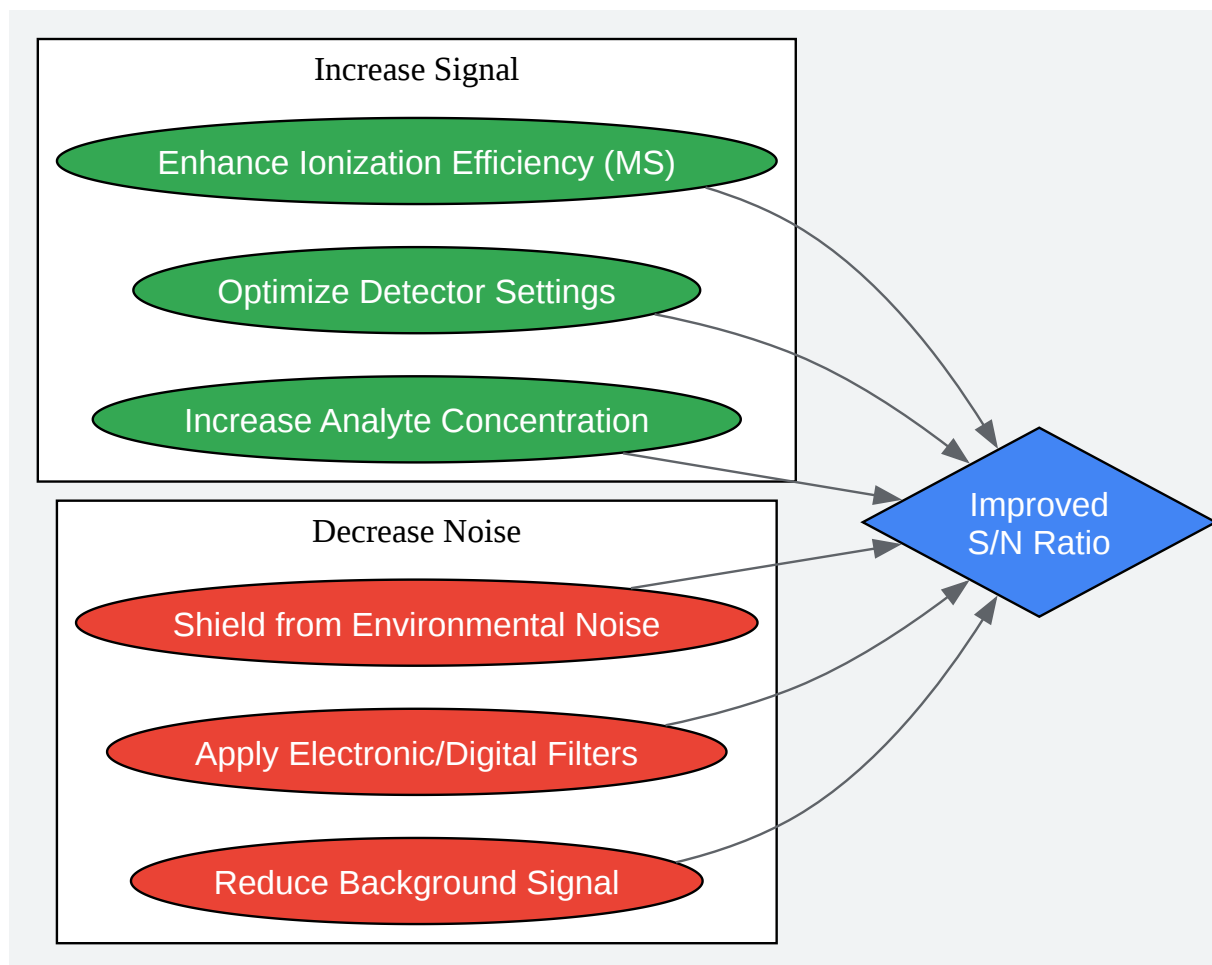 Increase Signal
Enhance Ionization Efficiency (MS)
Optimize Detector Settings
Increase Analyte Concentration
Decrease Noise
Shield from Environmental Noise
Apply Electronic/Digital Filters
Reduce Background Signal
Improved
S/N Ratio